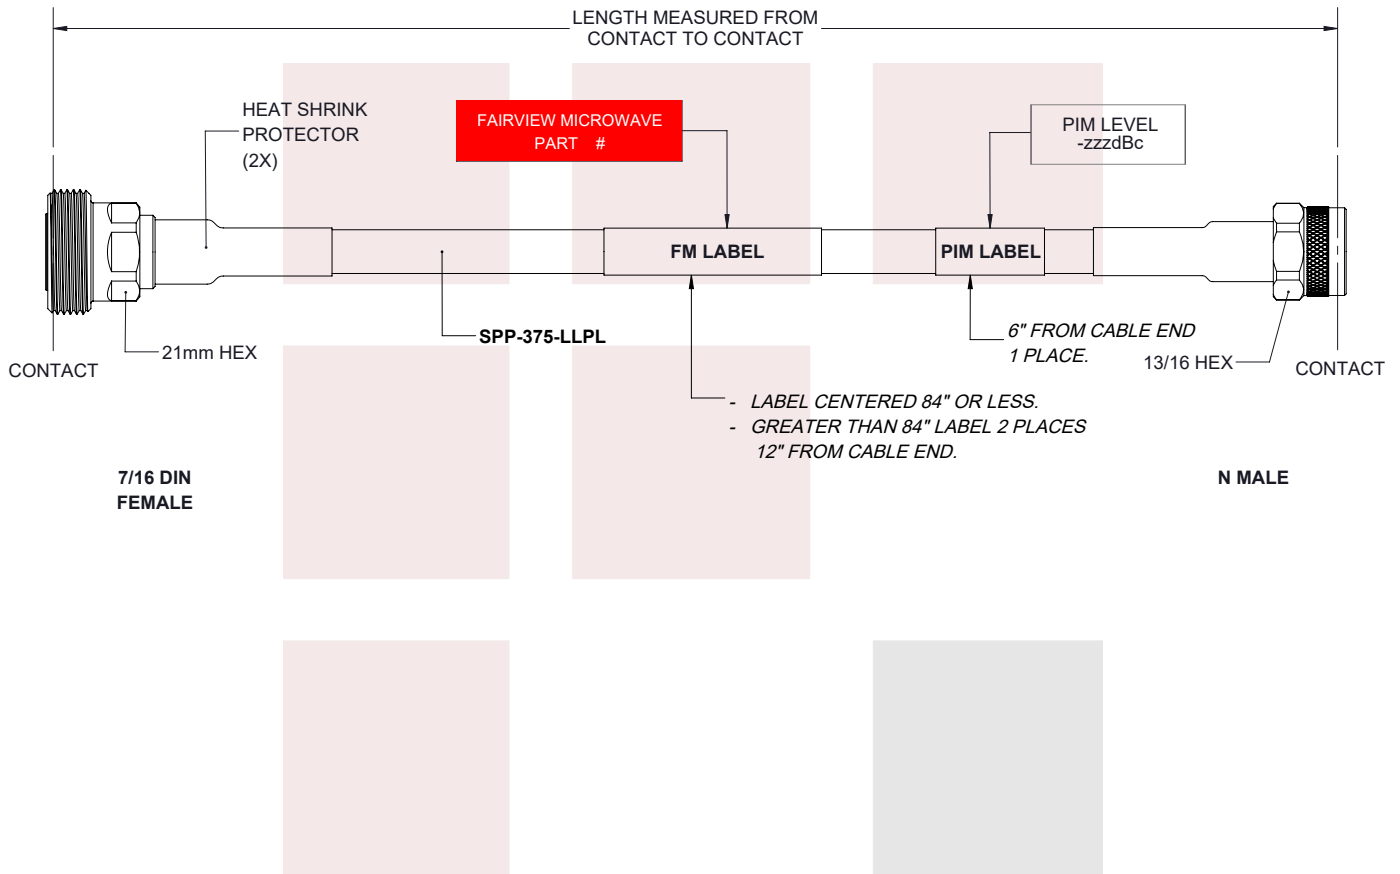 LENGTH MEASURED FROM
CONTACT TO CONTACT
HEAT SHRINK
PROTECTOR
(2X)
FAIRVIEW MICROWAVE
PART #
PIM LEVEL
-zzzdBc
FM LABEL
PIM LABEL
SPP-375-LLPL
21mm HEX
6" FROM CABLE END
1 PLACE.
13/16 HEX
CONTACT
CONTACT
- LABEL CENTERED 84" OR LESS.
- GREATER THAN 84" LABEL 2 PLACES
12" FROM CABLE END.
7/16 DIN
FEMALE
N MALE